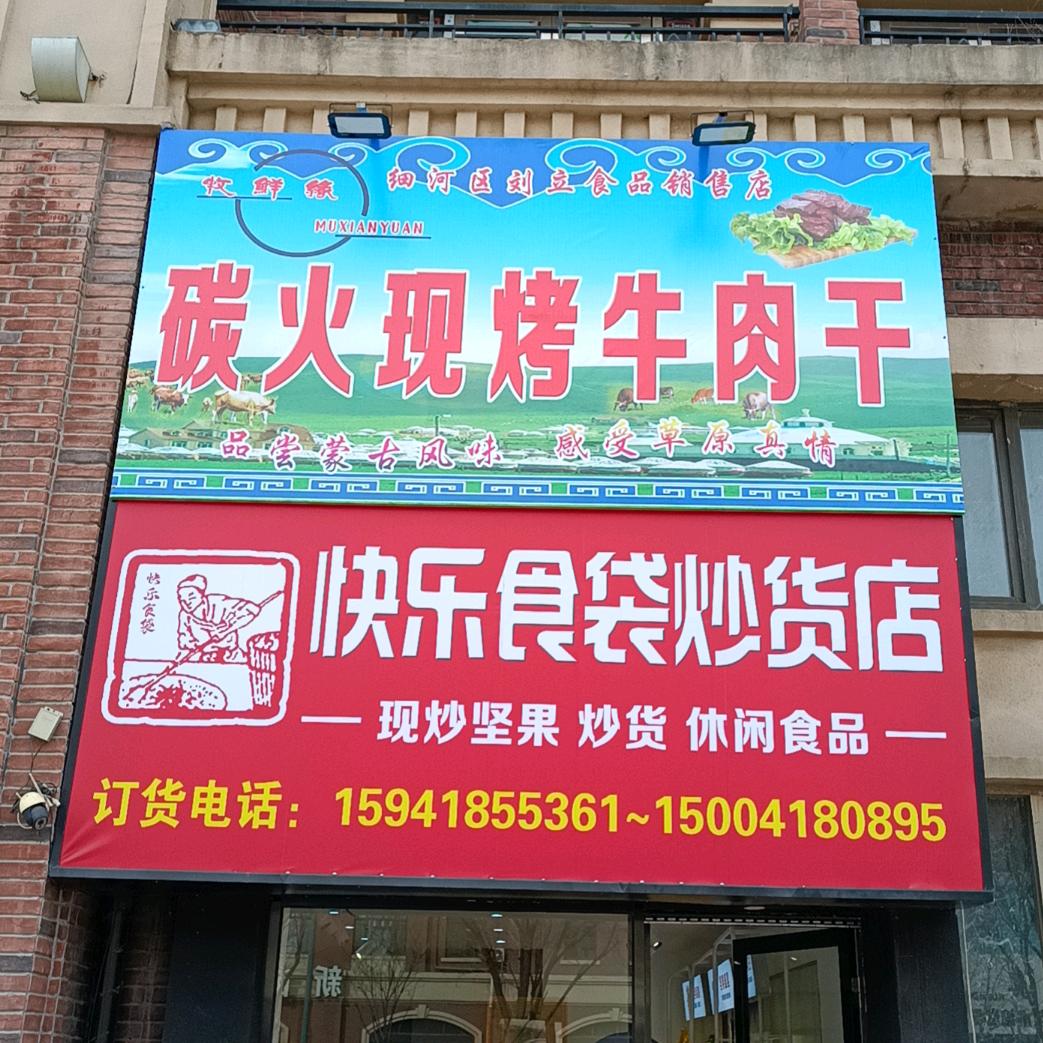 牧鲜缘
MUXIANYUAN
细河区刘立食品销售店
碳火现烤牛肉干
品尝蒙古风味 感受草原真情
快乐食袋
快乐食袋炒货店
现炒坚果 炒货 休闲食品
订货电话：15941855361~15004180895
新